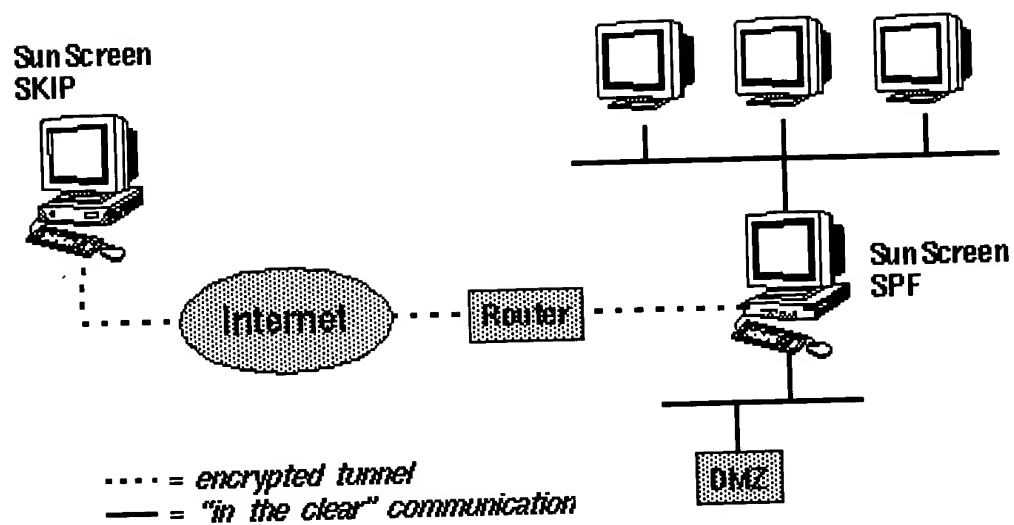 Sun Screen
SKIP
Internet
Router
Sun Screen
SPF
DMZ
= encrypted tunnel
= "in the clear" communication